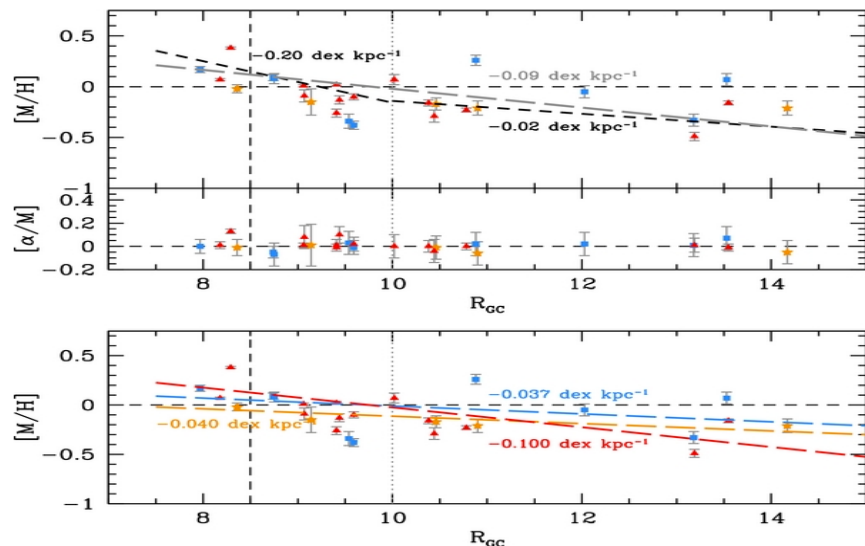 0.5
−0.20 dex kpc⁻¹
−0.09 dex kpc⁻¹
0
[M/H]
−0.5
−0.02 dex kpc⁻¹
−1
0.4
[α/M]
0.2
0
−0.2
8 10 12 14
R_GC
0.5
−0.037 dex kpc⁻¹
0
[M/H]
−0.040 dex kpc
−0.100 dex kpc⁻¹
−0.5
−1
8 10 12 14
R_GC